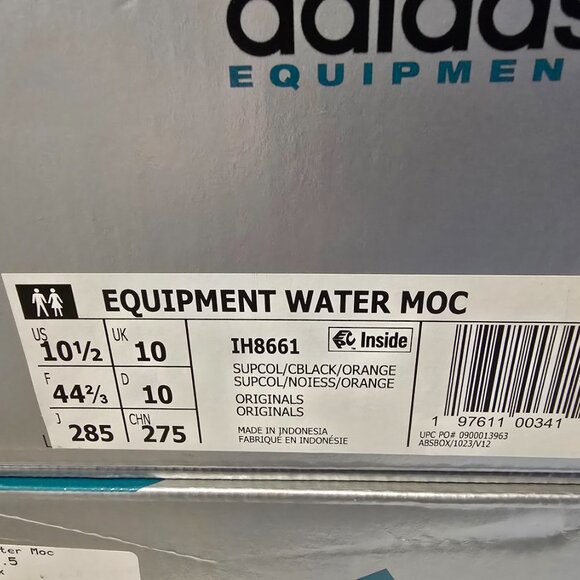 adidas
EQUIPMEN
EQUIPMENT WATER MOC
US 10½ UK 10
F 44⅔ D 10
J 285 CHN 275
IH8661 Inside
SUPCOL/CBLACK/ORANGE
SUPCOL/NOIESS/ORANGE
ORIGINALS
ORIGINALS
MADE IN INDONESIA
FABRIQUÉ EN INDONÉSIE
1 97611 00341
UPC PO# 0900013963
ABSBOX/1023/V12
ter Moc
.5